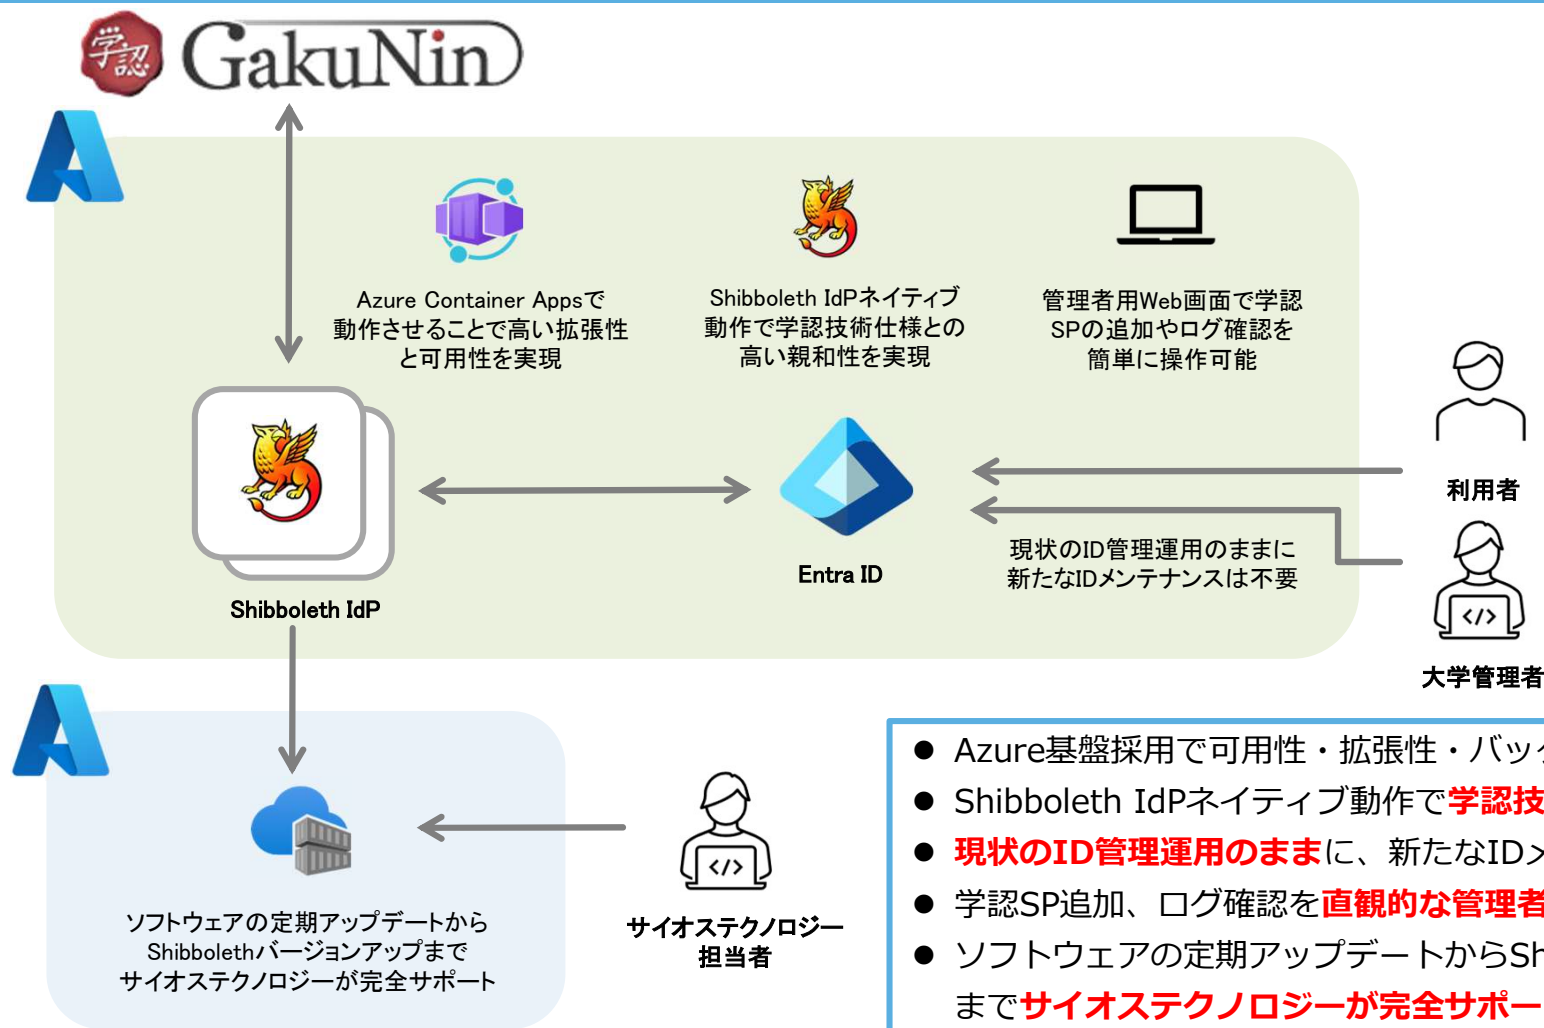 学認 GakuNin
Azure Container Appsで
動作させることで高い拡張性
と可用性を実現
Shibboleth IdPネイティブ
動作で学認技術仕様との
高い親和性を実現
管理者用Web画面で学認
SPの追加やログ確認を
簡単に操作可能
利用者
現状のID管理運用のままに
新たなIDメンテナンスは不要
Entra ID
Shibboleth IdP
</>
大学管理者
</>
サイオステクノロジー
担当者
ソフトウェアの定期アップデートから
Shibbolethバージョンアップまで
サイオステクノロジーが完全サポート
● Azure基盤採用で可用性・拡張性・バッ
● Shibboleth IdPネイティブ動作で学認技
● 現状のID管理運用のままに、新たなIDメ
● 学認SP追加、ログ確認を直観的な管理者
● ソフトウェアの定期アップデートからSh
までサイオステクノロジーが完全サポー